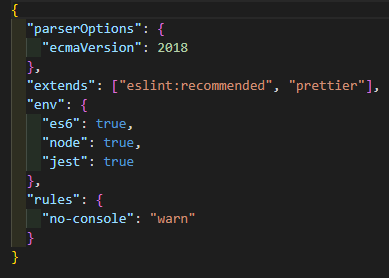 {
  "parserOptions": {
    "ecmaVersion": 2018
  },
  "extends": ["eslint:recommended", "prettier"],
  "env": {
    "es6": true,
    "node": true,
    "jest": true
  },
  "rules": {
    "no-console": "warn"
  }
}